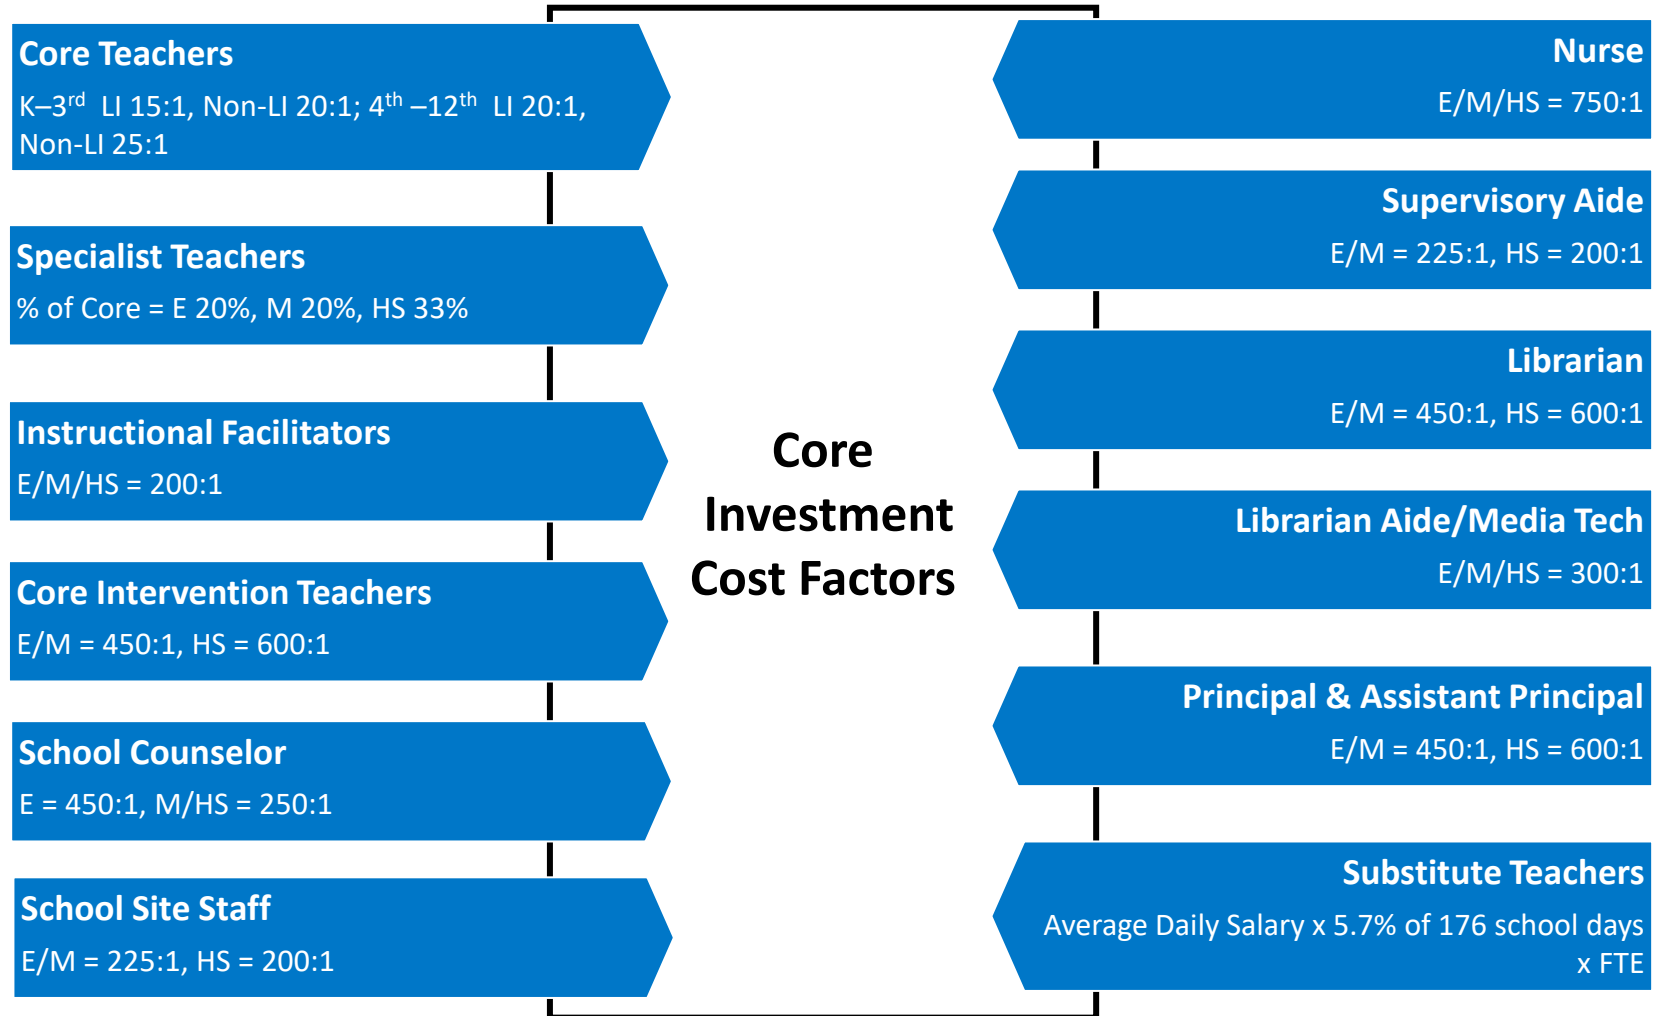 Core Teachers
K–3rd LI 15:1, Non-LI 20:1; 4th –12th LI 20:1,
Non-LI 25:1
Specialist Teachers
% of Core = E 20%, M 20%, HS 33%
Instructional Facilitators
E/M/HS = 200:1
Core Intervention Teachers
E/M = 450:1, HS = 600:1
School Counselor
E = 450:1, M/HS = 250:1
School Site Staff
E/M = 225:1, HS = 200:1
Core
Investment
Cost Factors
Nurse
E/M/HS = 750:1
Supervisory Aide
E/M = 225:1, HS = 200:1
Librarian
E/M = 450:1, HS = 600:1
Librarian Aide/Media Tech
E/M/HS = 300:1
Principal & Assistant Principal
E/M = 450:1, HS = 600:1
Substitute Teachers
Average Daily Salary x 5.7% of 176 school days
x FTE